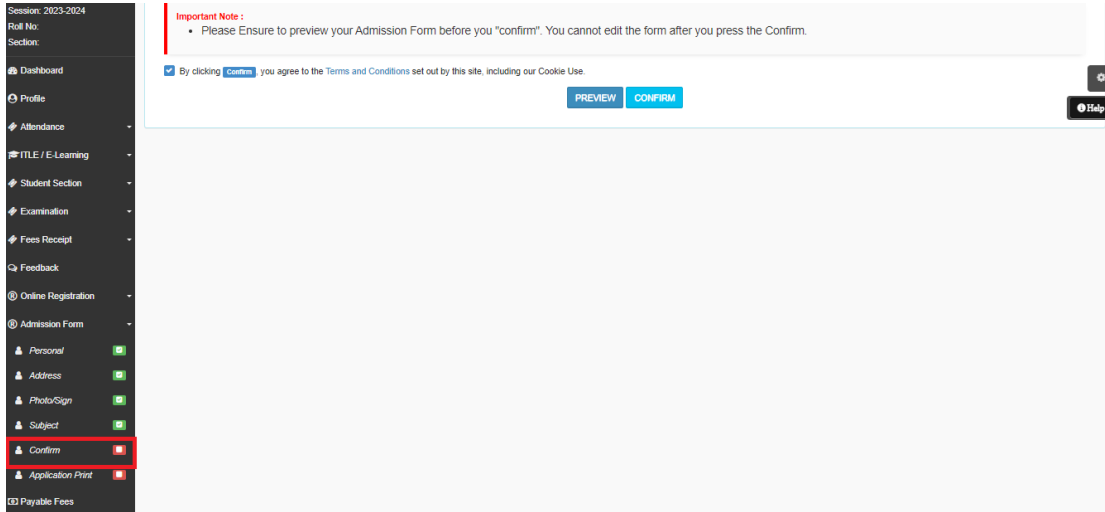 Session: 2023-2024
Roll No:
Section:
Dashboard
Profile
Attendance
ITLE / E-Learning
Student Section
Examination
Fees Receipt
Feedback
Online Registration
Admission Form
Personal
Address
Photo/Sign
Subject
Confirm
Application Print
Payable Fees
Important Note :
• Please Ensure to preview your Admission Form before you "confirm". You cannot edit the form after you press the Confirm.
By clicking Confirm, you agree to the Terms and Conditions set out by this site, including our Cookie Use.
PREVIEW CONFIRM
Help